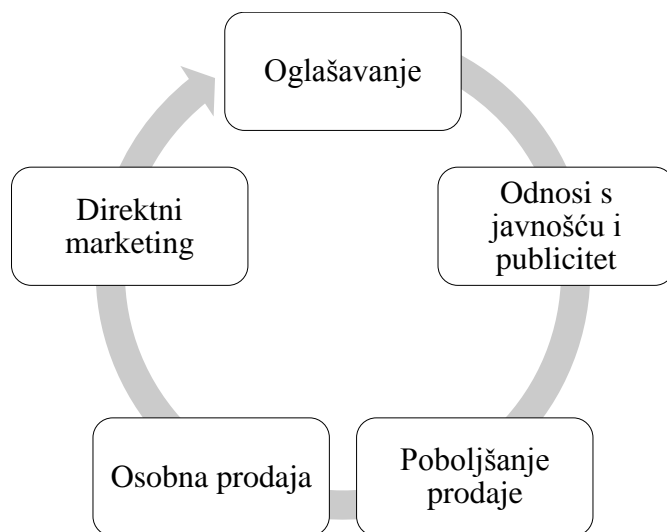 Oglašavanje
Odnosi s
javnošću i
publicitet
Poboljšanje
prodaje
Osobna prodaja
Direktni
marketing